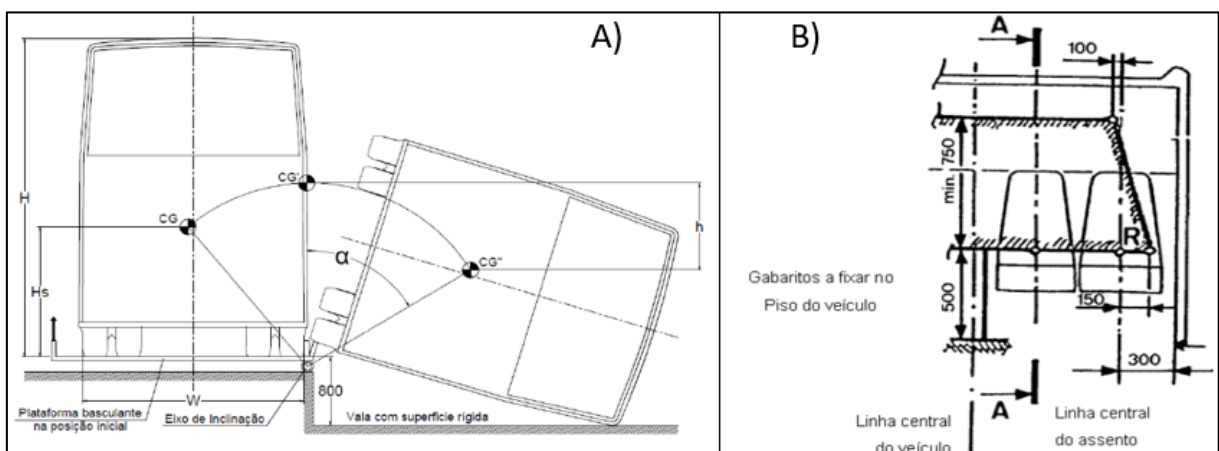 A)
H
Hs
CG
CG'
CG"
α
h
800
W
Plataforma basculante
na posição inicial
Eixo de Inclinação
Vala com superfície rígida
B)
A
100
min. 750
R
500
150
300
Gabaritos a fixar no
Piso do veículo
A
Linha central
do veículo
Linha central
do assento